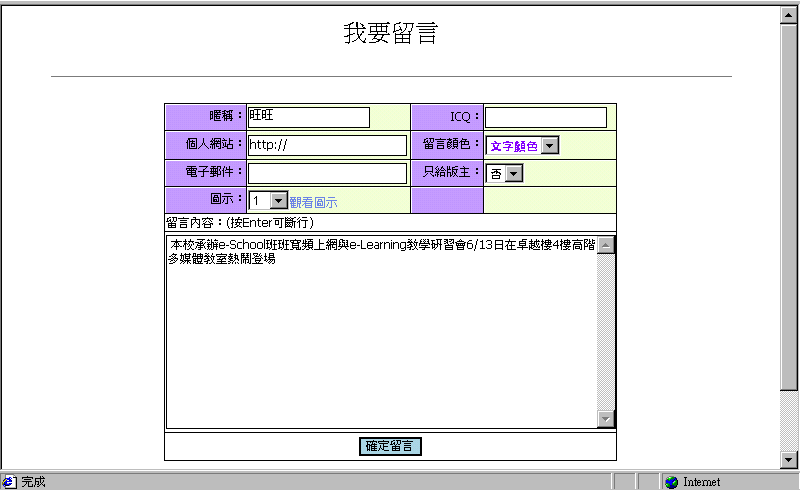 我要留言
暱稱：旺旺 ICQ：
個人網站：http:// 留言顏色：文字顏色
電子郵件： 只給版主：否
圖示：1 觀看圖示
留言內容：(按Enter可斷行)
本校承辦e-School班班寬頻上網與e-Learning教學研習會6/13日在卓越樓4樓高階
多媒體教室熱鬧登場
確定留言
完成 Internet